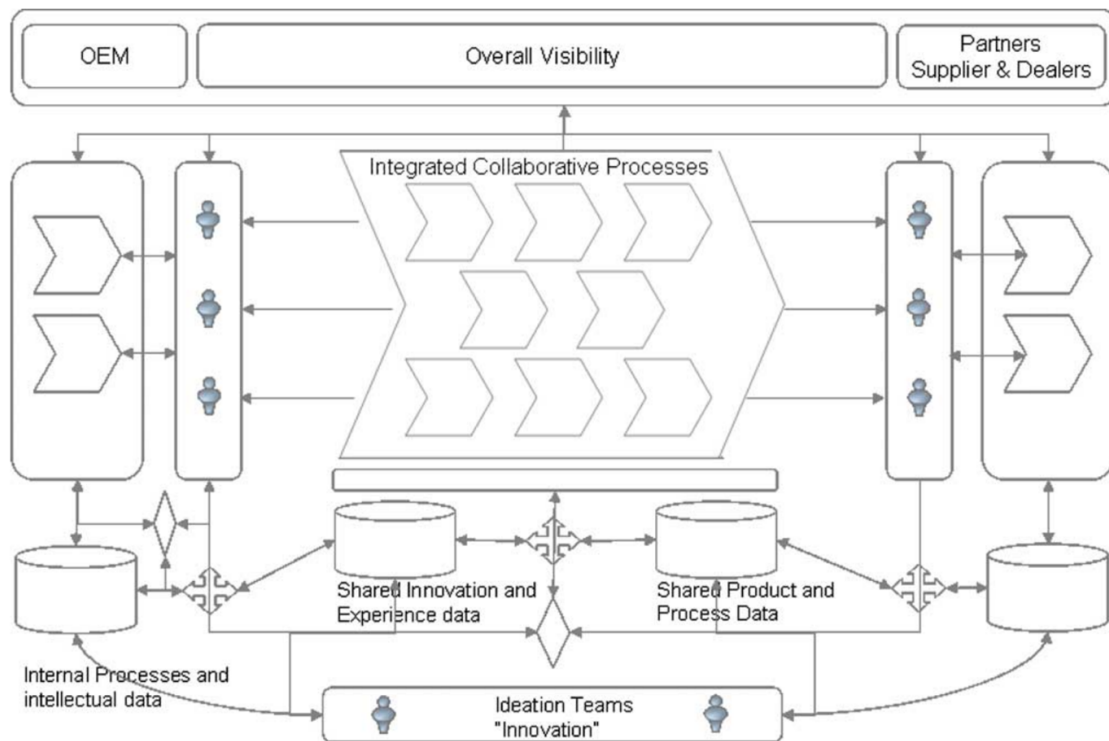 OEM
Overall Visibility
Partners
Supplier & Dealers
Integrated Collaborative Processes
Shared Innovation and
Experience data
Shared Product and
Process Data
Internal Processes and
intellectual data
Ideation Teams
"Innovation"